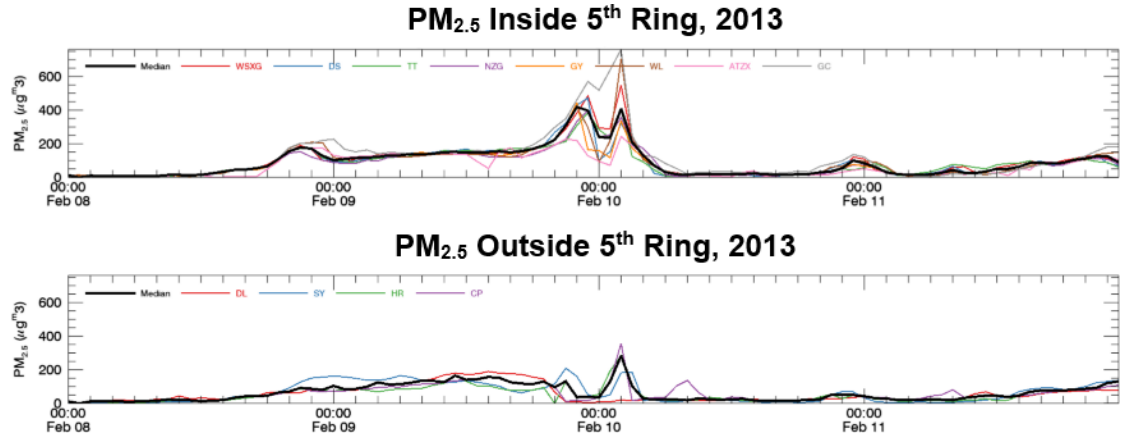 PM2.5 Inside 5th Ring, 2013
PM2.5 (μg m3)
600
400
200
0
Median WSXG DS TT NZG GY WL ATZX GC
00:00 00:00 00:00 00:00
Feb 08 Feb 09 Feb 10 Feb 11
PM2.5 Outside 5th Ring, 2013
PM2.5 (μg m3)
600
400
200
0
Median DL SY HR CP
00:00 00:00 00:00 00:00
Feb 08 Feb 09 Feb 10 Feb 11